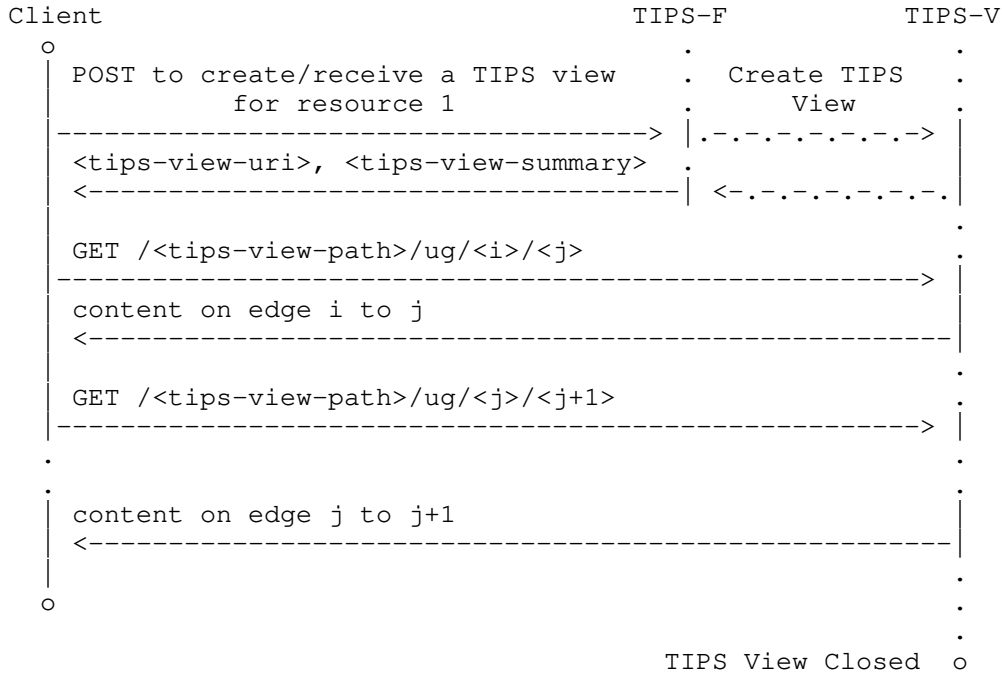 Client TIPS-F TIPS-V
o . .
POST to create/receive a TIPS view . Create TIPS .
for resource 1 . View .
|-------------------------------------> |.-.-.-.-.-.-.-> |
<tips-view-uri>, <tips-view-summary> .
<-------------------------------------| <-.-.-.-.-.-.-.|
.
GET /<tips-view-path>/ug/<i>/<j> .
|------------------------------------------------------> |
content on edge i to j |
<------------------------------------------------------|
.
GET /<tips-view-path>/ug/<j>/<j+1> .
|------------------------------------------------------> |
. .
. .
content on edge j to j+1 |
<------------------------------------------------------|
| .
o .
.
TIPS View Closed o